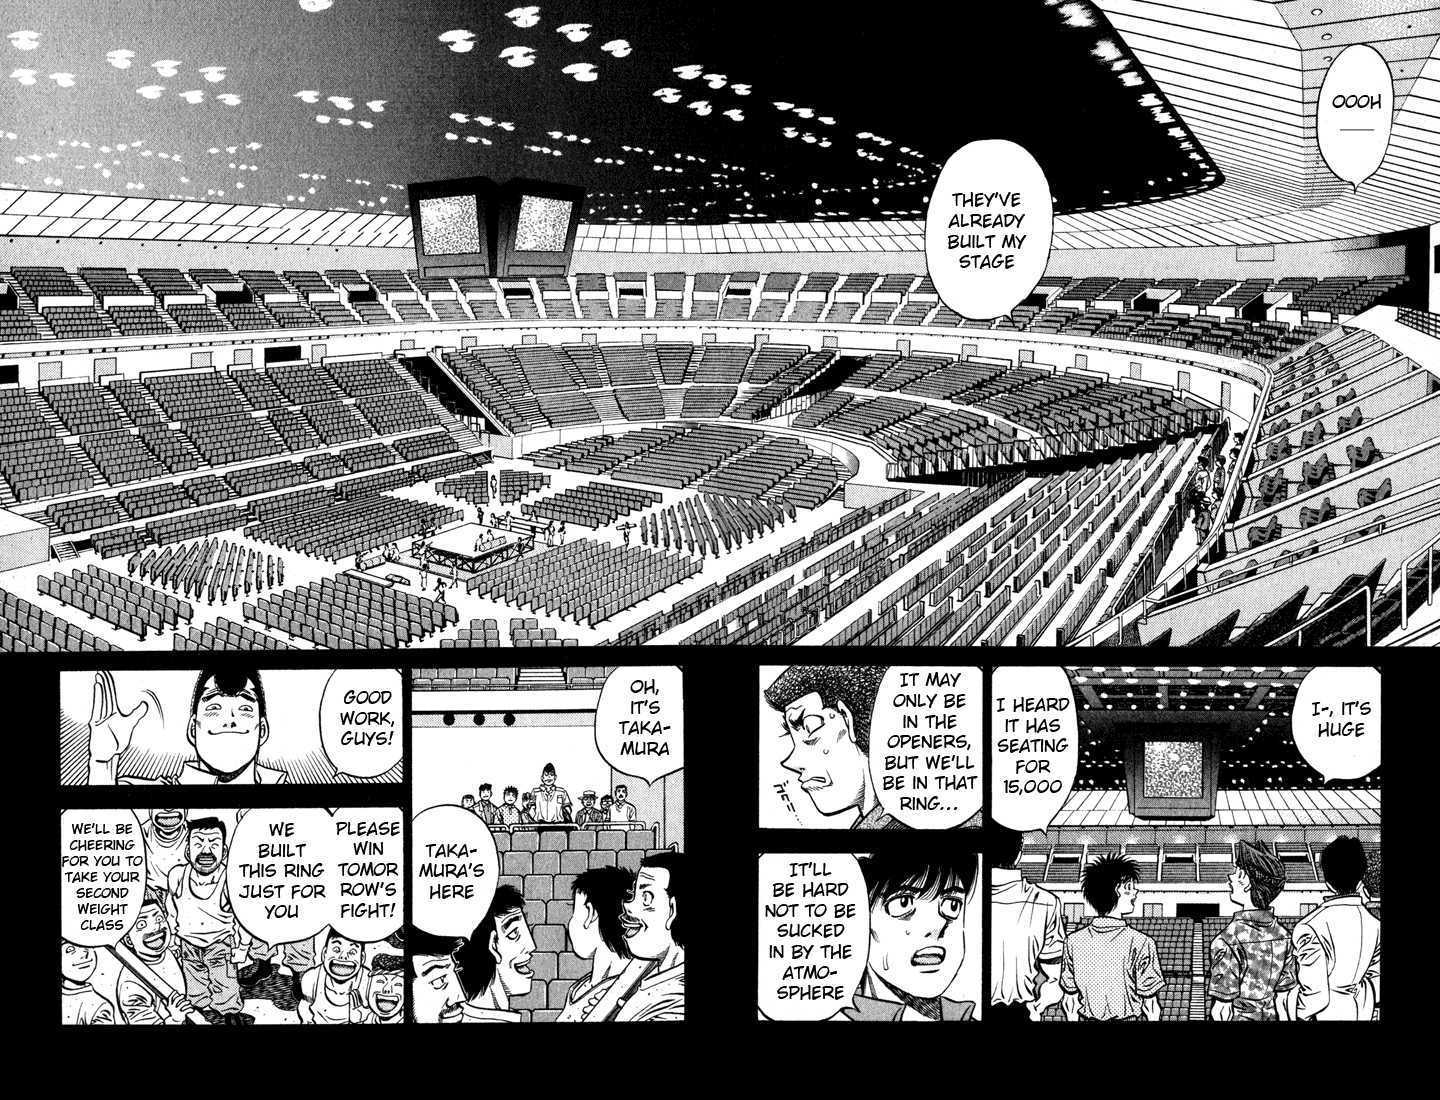 OOOH
THEY'VE
ALREADY
BUILT MY
STAGE
I-, IT'S
HUGE
I HEARD
IT HAS
SEATING
FOR
15,000
IT MAY
ONLY BE
IN THE
OPENERS,
BUT WE'LL
BE IN THAT
RING...
IT'LL
BE HARD
NOT TO BE
SUCKED
IN BY THE
ATMO-
SPHERE
OH,
IT'S
TAKA-
MURA
TAKA-
MURA'S
HERE
GOOD
WORK,
GUYS!
PLEASE
WIN
TOMOR
ROW'S
FIGHT!
WE
BUILT
THIS RING
JUST FOR
YOU
WE'LL BE
CHEERING
FOR YOU TO
TAKE YOUR
SECOND
WEIGHT
CLASS